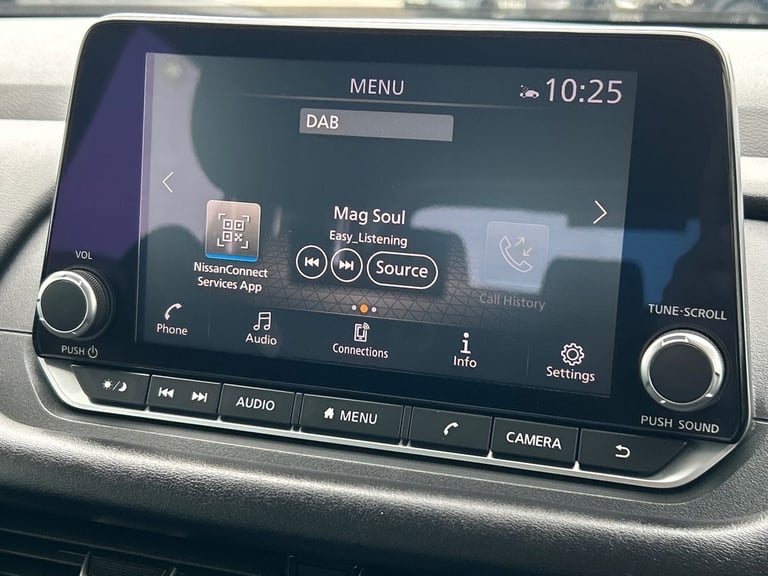 MENU
10:25
DAB
Mag Soul
Easy_Listening
Source
NissanConnect
Services App
Call History
Phone
Audio
Connections
Info
Settings
VOL
PUSH
TUNE·SCROLL
PUSH SOUND
AUDIO
MENU
CAMERA